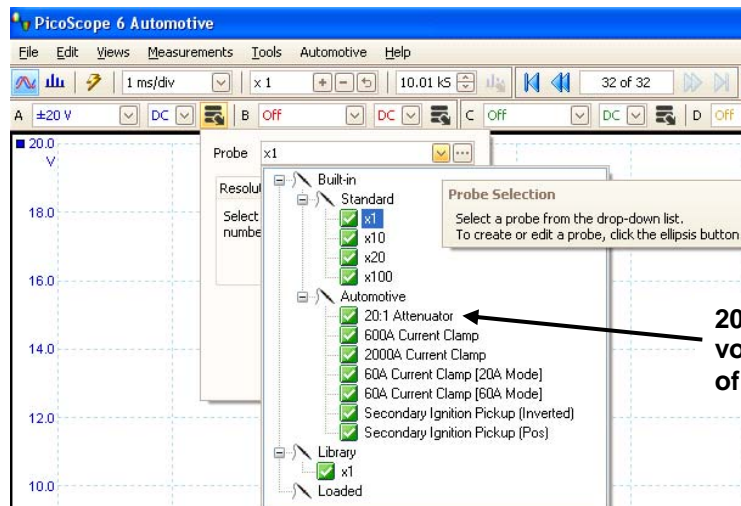 PicoScope 6 Automotive
File Edit Views Measurements Tools Automotive Help
1 ms/div x 1 10.01 kS 32 of 32
A ±20 V DC B Off DC C Off DC D Off
20.0
V
18.0
16.0
14.0
12.0
10.0
Probe x1
Resolu
Select
numbe
Built-in
Standard
x1
x10
x20
x100
Automotive
20:1 Attenuator
600A Current Clamp
2000A Current Clamp
60A Current Clamp [20A Mode]
60A Current Clamp [60A Mode]
Secondary Ignition Pickup (Inverted)
Secondary Ignition Pickup (Pos)
Library
x1
Loaded
Probe Selection
Select a probe from the drop-down list.
To create or edit a probe, click the ellipsis button
20
vo
of